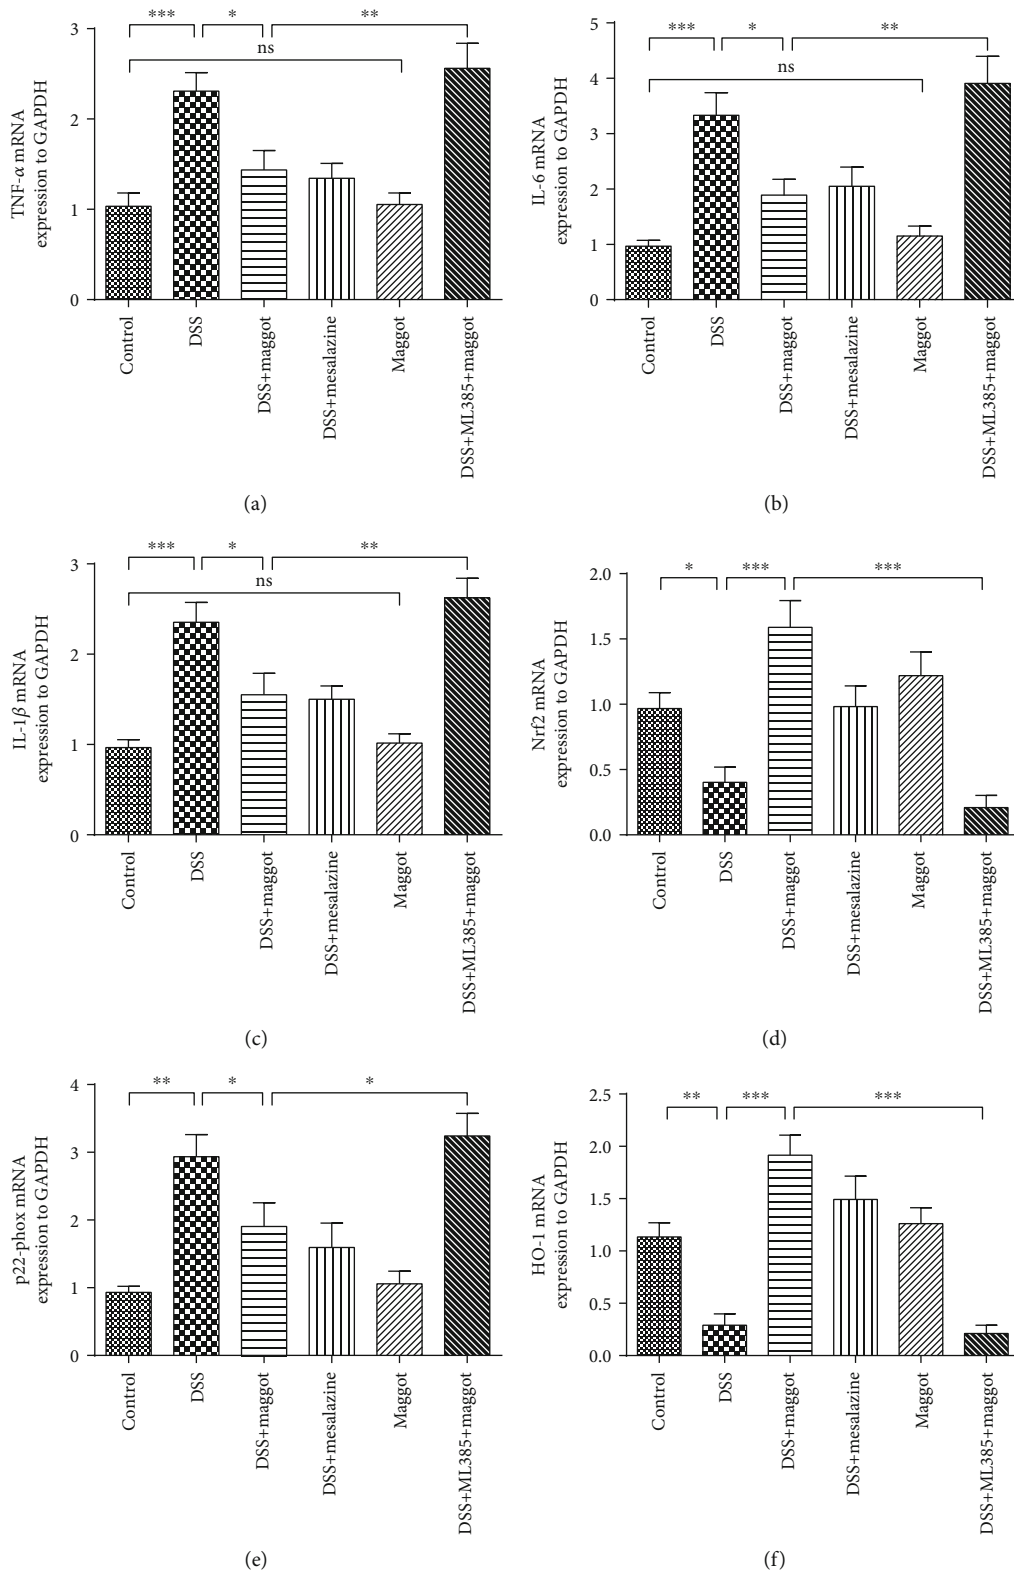 *** * **
ns
TNF-α mRNA
expression to GAPDH
3
2
1
0
Control
DSS
DSS+maggot
DSS+mesalazine
Maggot
DSS+ML385+maggot
(a)
*** * **
ns
IL-6 mRNA
expression to GAPDH
5
4
3
2
1
0
Control
DSS
DSS+maggot
DSS+mesalazine
Maggot
DSS+ML385+maggot
(b)
*** * **
ns
IL-1β mRNA
expression to GAPDH
3
2
1
0
Control
DSS
DSS+maggot
DSS+mesalazine
Maggot
DSS+ML385+maggot
(c)
* *** ***
Nrf2 mRNA
expression to GAPDH
2.0
1.5
1.0
0.5
0.0
Control
DSS
DSS+maggot
DSS+mesalazine
Maggot
DSS+ML385+maggot
(d)
** * *
p22-phox mRNA
expression to GAPDH
4
3
2
1
0
Control
DSS
DSS+maggot
DSS+mesalazine
Maggot
DSS+ML385+maggot
(e)
** *** ***
HO-1 mRNA
expression to GAPDH
2.5
2.0
1.5
1.0
0.5
0.0
Control
DSS
DSS+maggot
DSS+mesalazine
Maggot
DSS+ML385+maggot
(f)